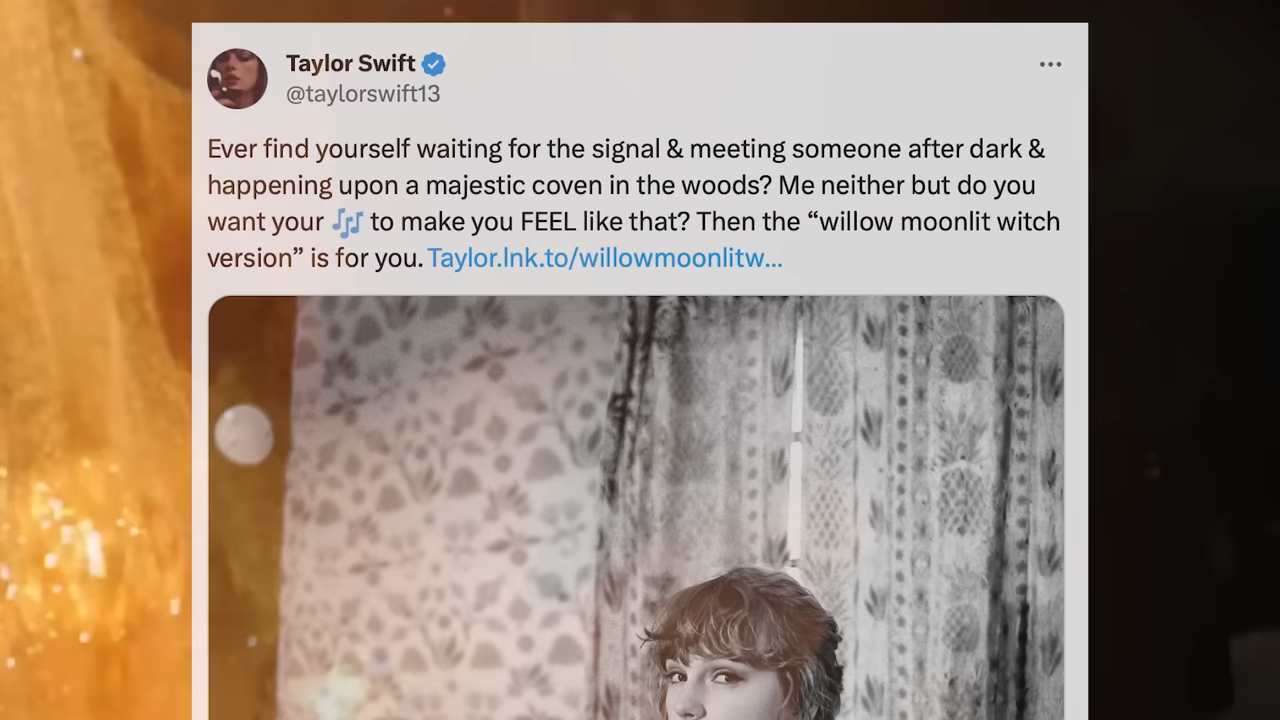 Taylor Swift
@taylorswift13
Ever find yourself waiting for the signal & meeting someone after dark &
happening upon a majestic coven in the woods? Me neither but do you
want your 🎶 to make you FEEL like that? Then the “willow moonlit witch
version” is for you. Taylor.lnk.to/willowmoonlitw…